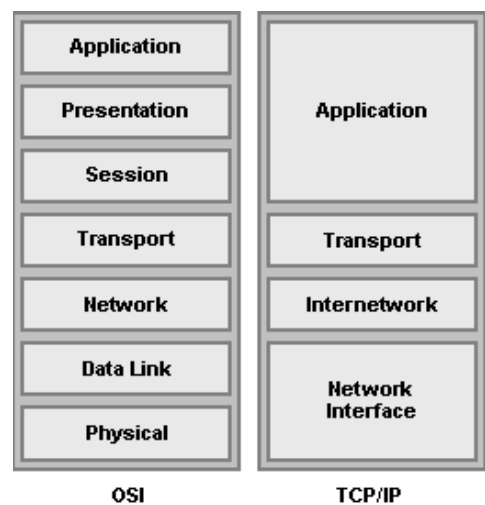 Application
Presentation
Session
Transport
Network
Data Link
Physical
OSI
Application
Transport
Internetwork
Network
Interface
TCP/IP